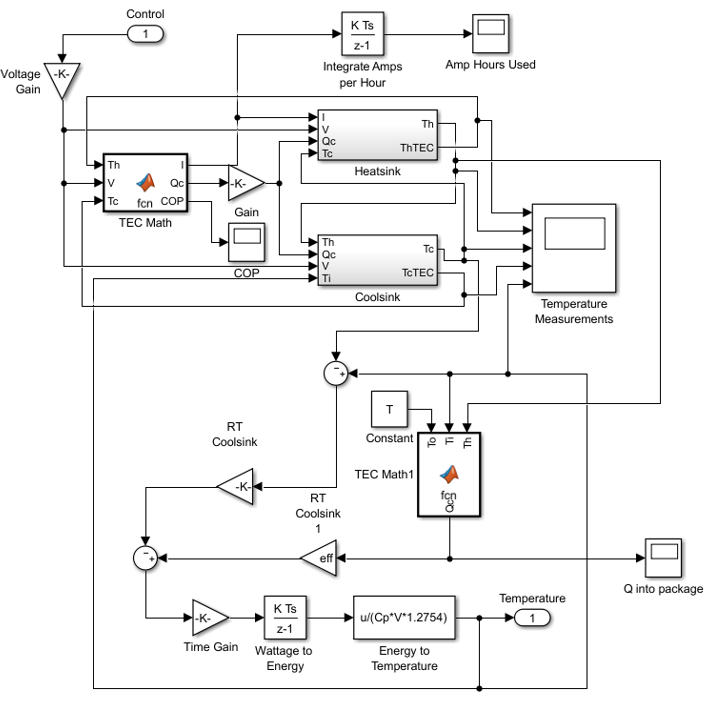 Control
1
Voltage
Gain
-K-
K Ts
z-1
Integrate Amps
per Hour
Amp Hours Used
I
V
Qc
Tc
Th
ThTEC
Heatsink
Th
V
Tc
I
Qc
COP
fcn
TEC Math
-K-
Gain
COP
Th
Qc
V
Ti
Tc
TcTEC
Coolsink
Temperature
Measurements
T
Constant
To
Ti
Th
TEC Math1
fcn
Qc
RT
Coolsink
-K-
RT
Coolsink
1
eff
Q into package
-K-
Time Gain
K Ts
z-1
Wattage to
Energy
u/(Cp*V*1.2754)
Energy to
Temperature
Temperature
1